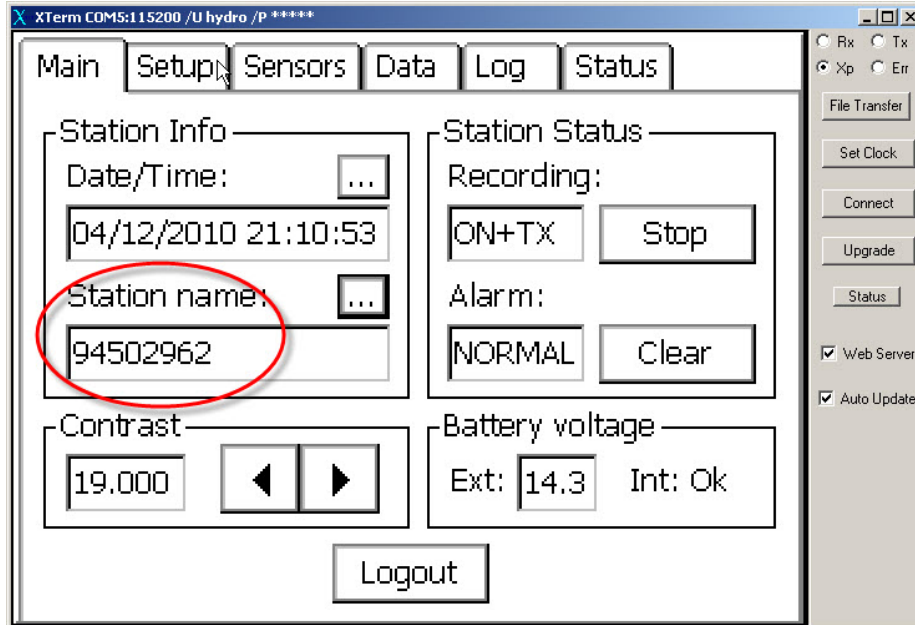 XTerm COM5:115200 /U hydro /P *****
Main Setup Sensors Data Log Status
Station Info
Date/Time: ...
04/12/2010 21:10:53
Station name: ...
94502962
Contrast
19.000
Station Status
Recording:
ON+TX Stop
Alarm:
NORMAL Clear
Battery voltage
Ext: 14.3 Int: Ok
Logout
Rx Tx
Xp Err
File Transfer
Set Clock
Connect
Upgrade
Status
Web Server
Auto Update